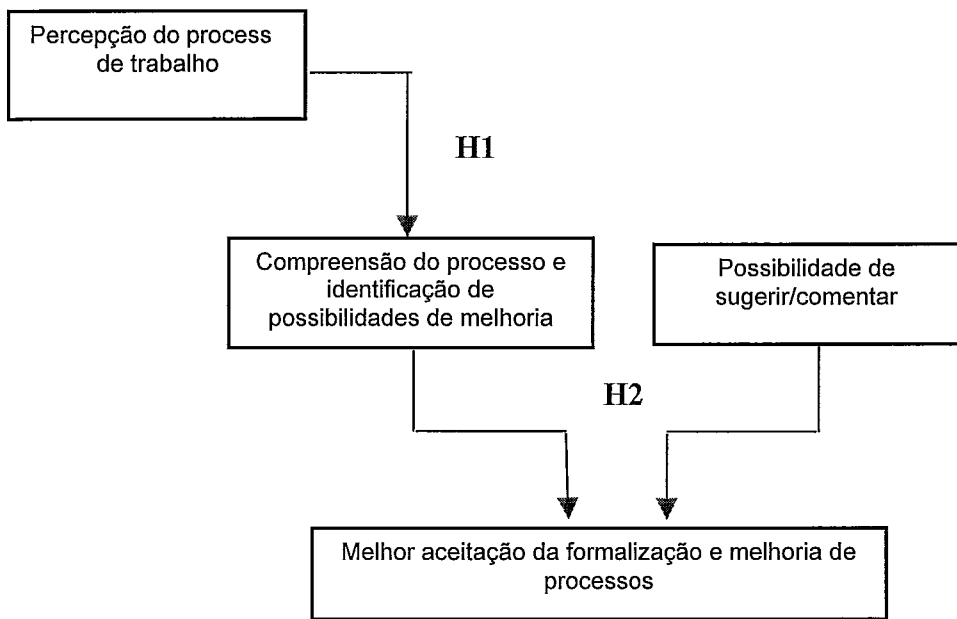 Percepção do process
de trabalho
H1
Compreensão do processo e
identificação de
possibilidades de melhoria
Possibilidade de
sugerir/comentar
H2
Melhor aceitação da formalização e melhoria de
processos